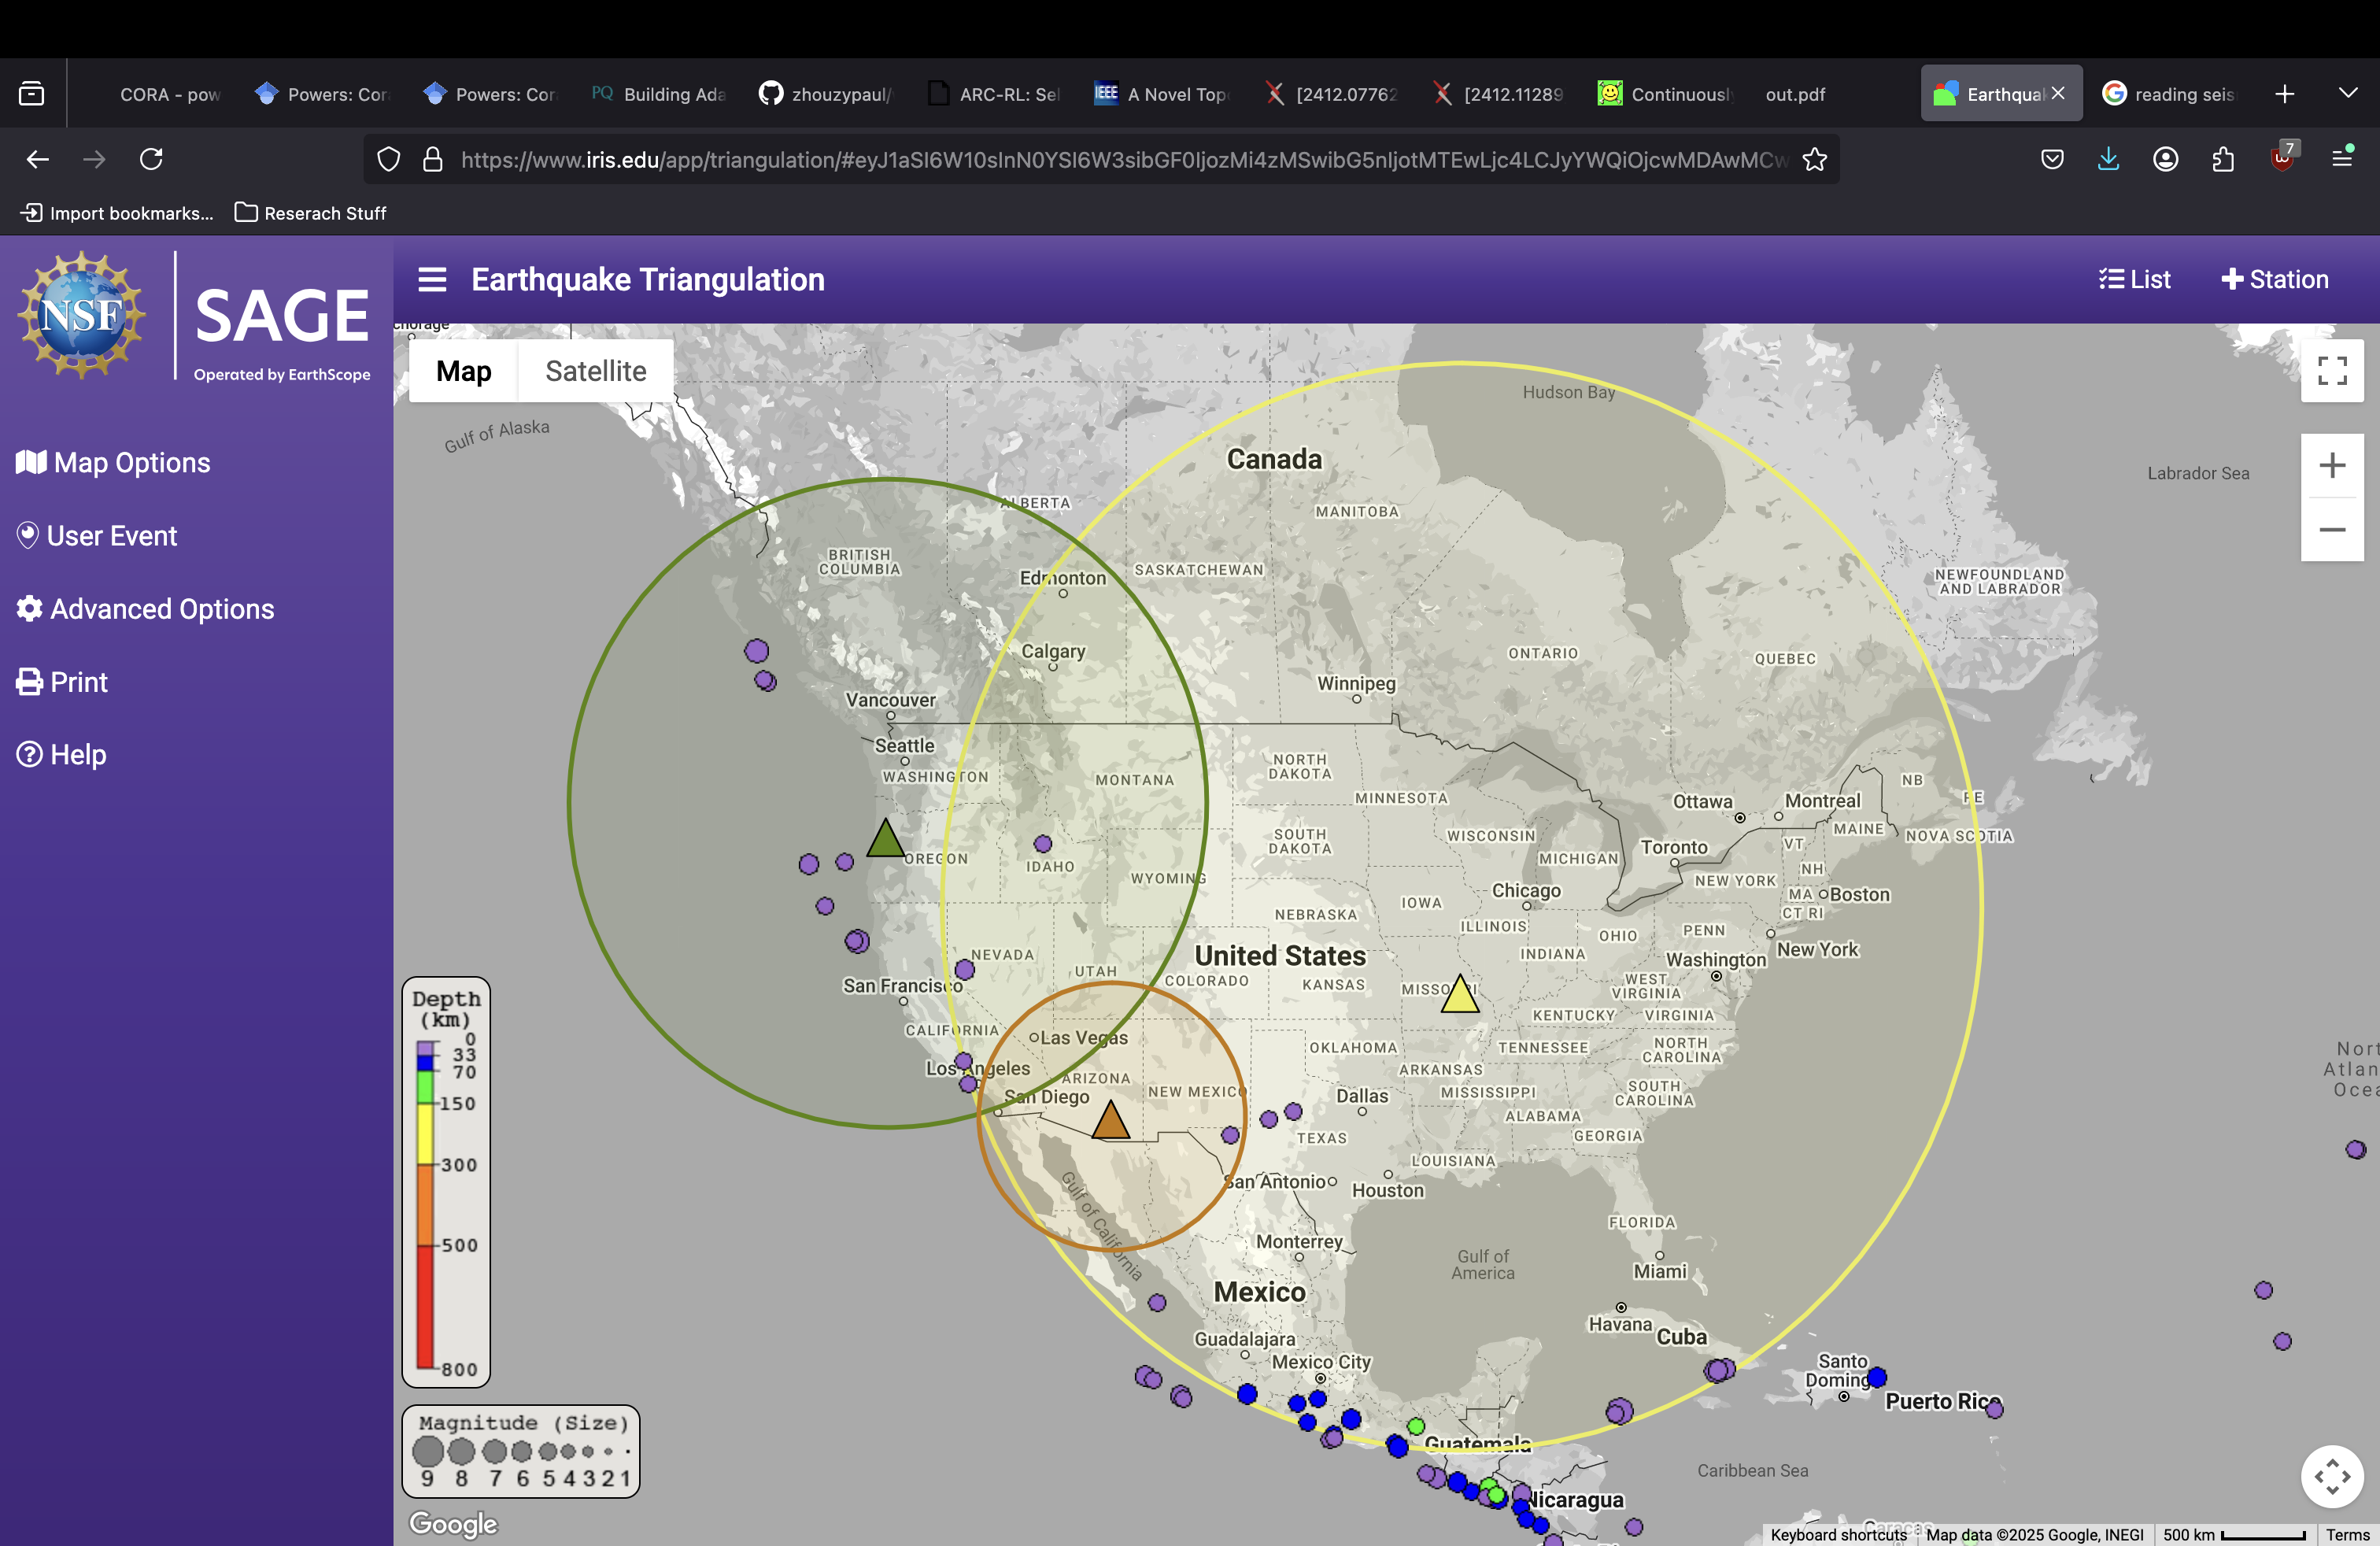 CORA - pow
Powers: Cor
Powers: Cor
PQ Building Ada
zhouzypaul/
ARC-RL: Sel
IEEE A Novel Top
[2412.07762
[2412.11289
Continuousl
out.pdf
Earthqua
reading seis
https://www.iris.edu/app/triangulation/#eyJ1aSI6W10sInN0YSI6W3sibGF0IjozMi4zMSwibG5nIjotMTEwLjc4LCJyYWQiOjcwMDAwMCw
7
Import bookmarks...
Reserach Stuff
NSF
SAGE
Operated by EarthScope
Earthquake Triangulation
List
Station
Map Options
User Event
Advanced Options
Print
Help
Map
Satellite
chorage
Gulf of Alaska
Hudson Bay
Labrador Sea
Canada
ALBERTA
MANITOBA
BRITISH
COLUMBIA
Edmonton
SASKATCHEWAN
NEWFOUNDLAND
AND LABRADOR
Calgary
ONTARIO
QUEBEC
Winnipeg
Vancouver
Seattle
WASHINGTON
MONTANA
NORTH
DAKOTA
MINNESOTA
Ottawa
Montreal
NB
PE
MAINE
NOVA SCOTIA
OREGON
IDAHO
WYOMING
SOUTH
DAKOTA
WISCONSIN
MICHIGAN
Toronto
VT
NH
NEW YORK
MA
Boston
CT RI
Chicago
IOWA
NEBRASKA
ILLINOIS
INDIANA
OHIO
PENN
New York
NEVADA
UTAH
United States
COLORADO
KANSAS
MISSOURI
Washington
WEST
VIRGINIA
San Francisco
CALIFORNIA
Las Vegas
KENTUCKY
VIRGINIA
OKLAHOMA
TENNESSEE
NORTH
CAROLINA
Los Angeles
ARIZONA
NEW MEXICO
ARKANSAS
San Diego
Dallas
MISSISSIPPI
SOUTH
CAROLINA
ALABAMA
TEXAS
GEORGIA
LOUISIANA
San Antonio
Houston
Gulf of California
FLORIDA
Monterrey
Gulf of
America
Miami
Mexico
Havana
Cuba
Guadalajara
Mexico City
Santo
Doming
Puerto Rico
Guatemala
Caribbean Sea
Nicaragua
Caracas
Nort
Atlan
Ocea
Depth
(km)
0
33
70
150
300
500
800
Magnitude (Size)
9 8 7 6 5 4 3 2 1
Google
Keyboard shortcuts
Map data ©2025 Google, INEGI
500 km
Terms